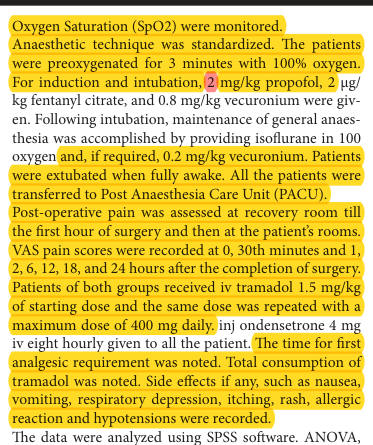 Oxygen Saturation (SpO2) were monitored.
Anaesthetic technique was standardized. The patients
were preoxygenated for 3 minutes with 100% oxygen.
For induction and intubation, 2 mg/kg propofol, 2 μg/
kg fentanyl citrate, and 0.8 mg/kg vecuronium were giv-
en. Following intubation, maintenance of general anaes-
thesia was accomplished by providing isoflurane in 100
oxygen and, if required, 0.2 mg/kg vecuronium. Patients
were extubated when fully awake. All the patients were
transferred to Post Anaesthesia Care Unit (PACU).
Post-operative pain was assessed at recovery room till
the first hour of surgery and then at the patient's rooms.
VAS pain scores were recorded at 0, 30th minutes and 1,
2, 6, 12, 18, and 24 hours after the completion of surgery.
Patients of both groups received iv tramadol 1.5 mg/kg
of starting dose and the same dose was repeated with a
maximum dose of 400 mg daily. inj ondensetrone 4 mg
iv eight hourly given to all the patient. The time for first
analgesic requirement was noted. Total consumption of
tramadol was noted. Side effects if any, such as nausea,
vomiting, respiratory depression, itching, rash, allergic
reaction and hypotensions were recorded.
The data were analyzed using SPSS software. ANOVA,